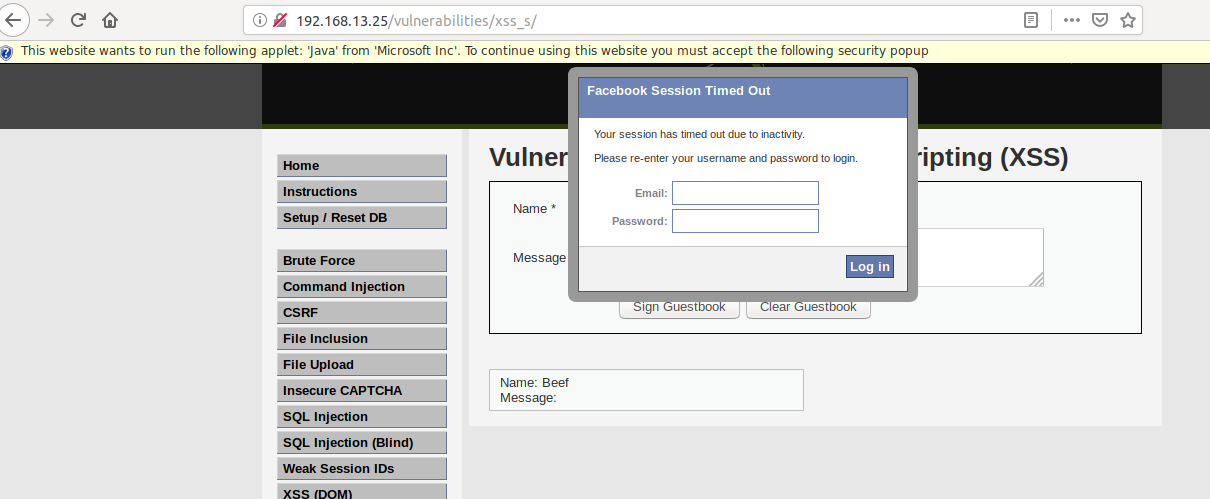 192.168.13.25/vulnerabilities/xss_s/
This website wants to run the following applet: 'Java' from 'Microsoft Inc'. To continue using this website you must accept the following security popup
Facebook Session Timed Out
Your session has timed out due to inactivity.
Please re-enter your username and password to login.
Email:
Password:
Log in
Home
Instructions
Setup / Reset DB
Brute Force
Command Injection
CSRF
File Inclusion
File Upload
Insecure CAPTCHA
SQL Injection
SQL Injection (Blind)
Weak Session IDs
XSS (DOM)
Vulner ripting (XSS)
Name *
Message
Sign Guestbook Clear Guestbook
Name: Beef
Message: